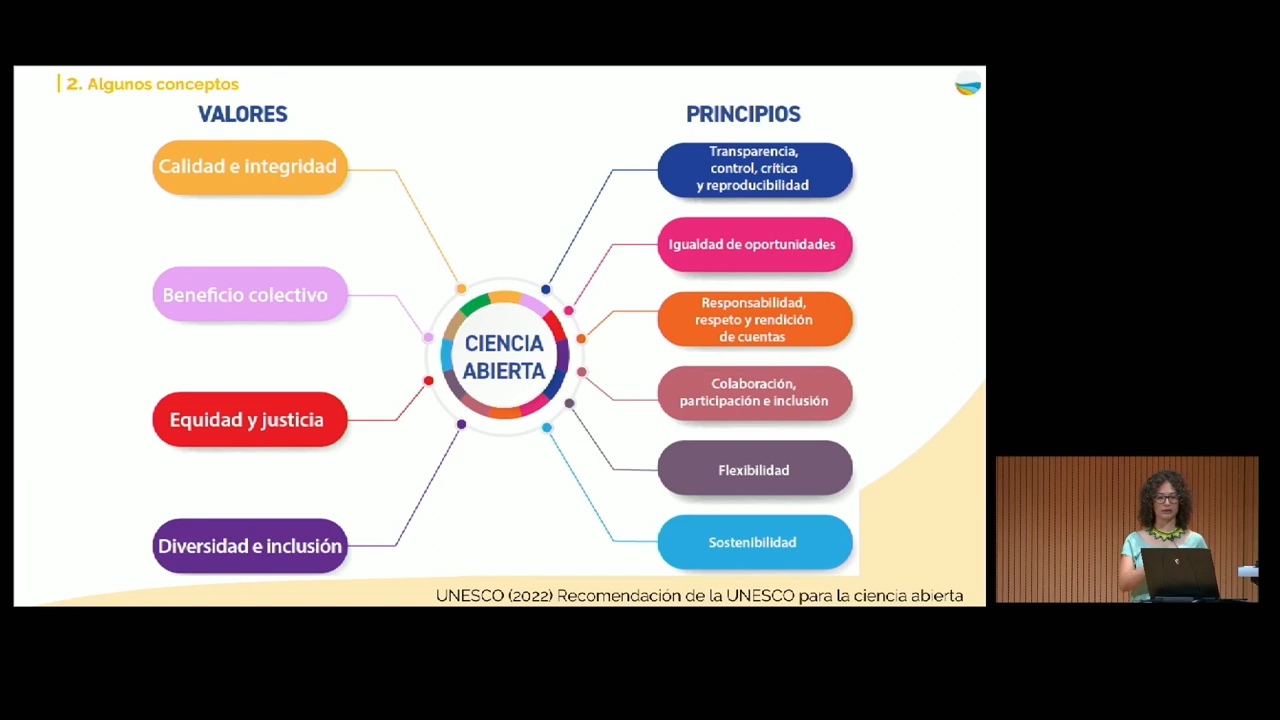 | 2. Algunos conceptos
VALORES
Calidad e integridad
Beneficio colectivo
Equidad y justicia
Diversidad e inclusión
CIENCIA
ABIERTA
PRINCIPIOS
Transparencia,
control, crítica
y reproducibilidad
Igualdad de oportunidades
Responsabilidad,
respeto y rendición
de cuentas
Colaboración,
participación e inclusión
Flexibilidad
Sostenibilidad
UNESCO (2022) Recomendación de la UNESCO para la ciencia abierta